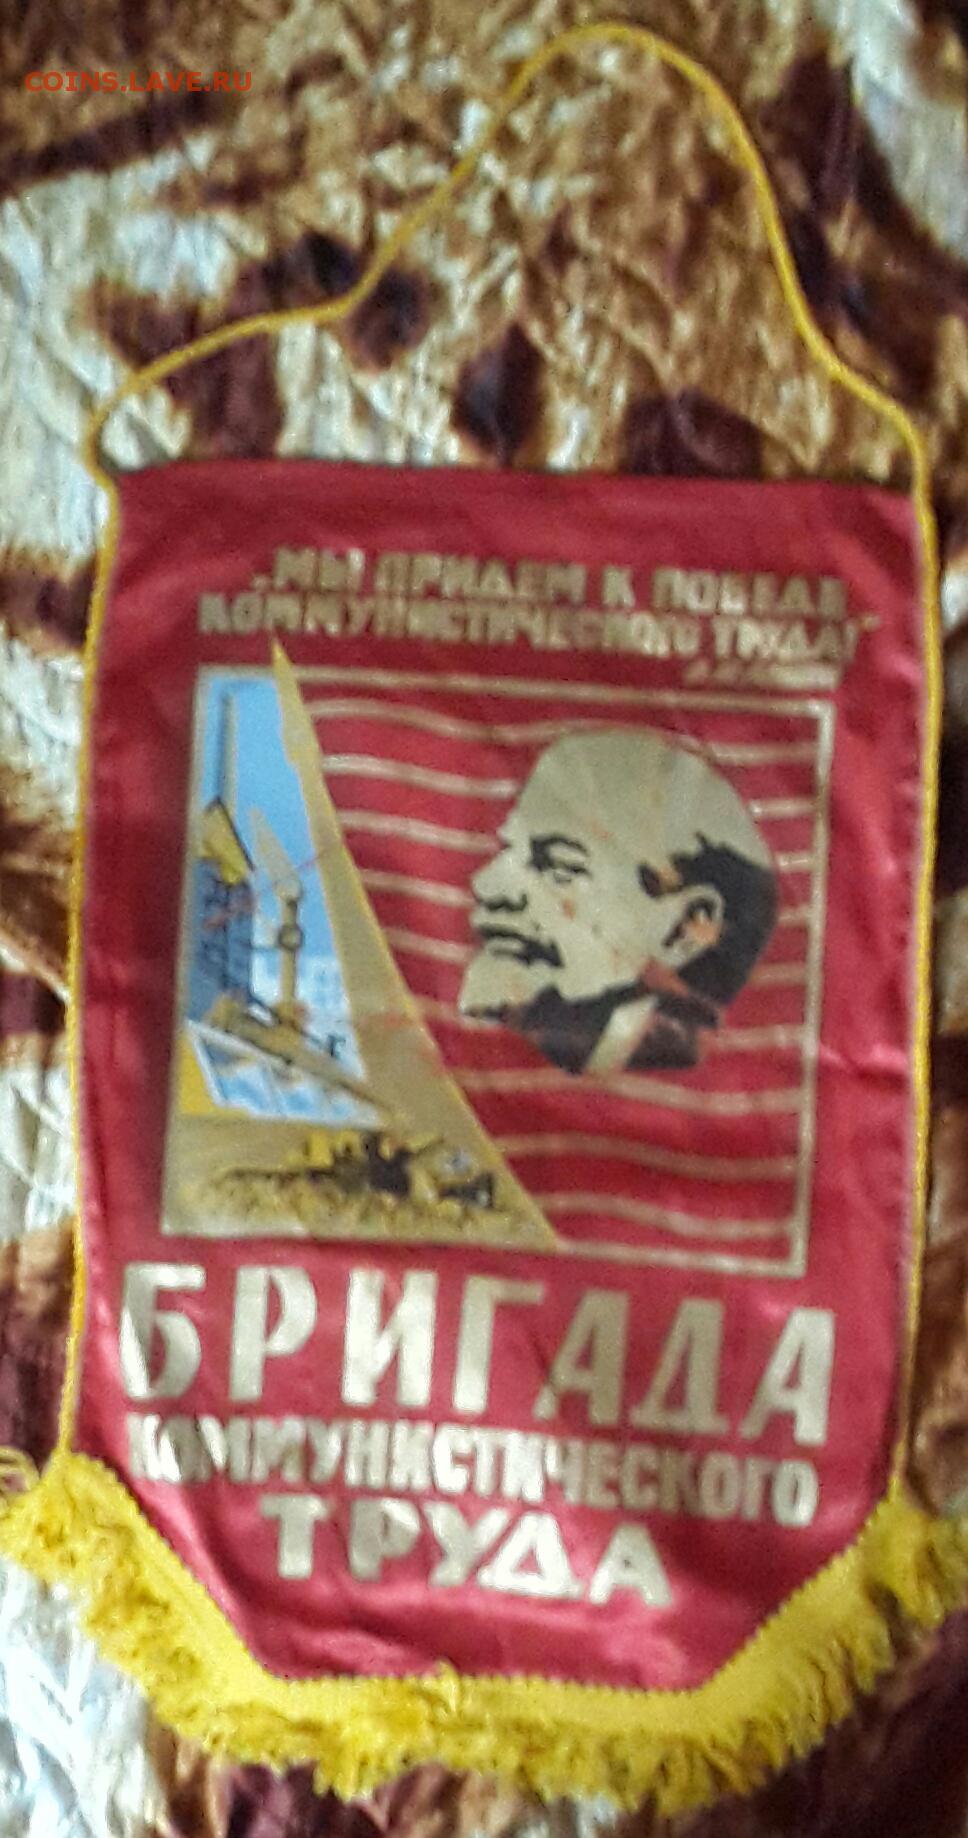 COINS.LAVE.RU
„МЫ ПРИДЕМ К ПОБЕДЕ
КОММУНИСТИЧЕСКОГО ТРУДА!“
БРИГАДА
КОММУНИСТИЧЕСКОГО
ТРУДА